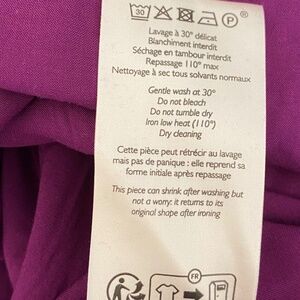 30 P ®
Lavage à 30° délicat
Blanchiment interdit
Séchage en tambour interdit
Repassage 110° max
Nettoyage à sec tous solvants normaux
Gentle wash at 30°
Do not bleach
Do not tumble dry
Iron low heat (110°)
Dry cleaning
Cette pièce peut rétrécir au lavage
mais pas de panique : elle reprend sa
forme initiale après repassage
This piece can shrink after washing but
not a worry: it returns to its
original shape after ironing
FR